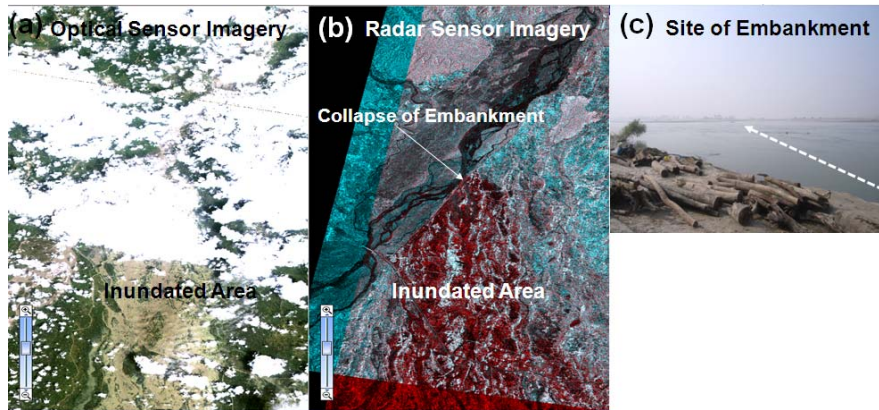 (a) Optical Sensor Imagery
Inundated Area
(b) Radar Sensor Imagery
Collapse of Embankment
Inundated Area
(c) Site of Embankment